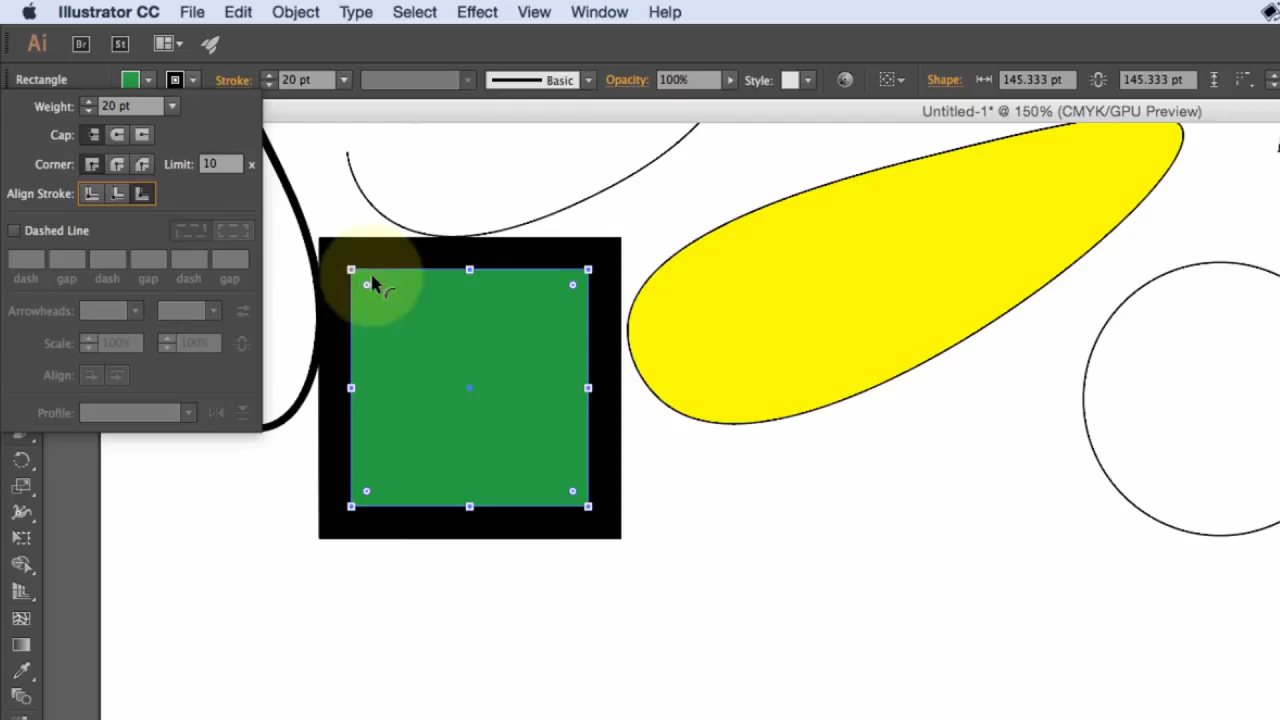 Illustrator CC File Edit Object Type Select Effect View Window Help
Ai Br St
Rectangle Stroke: 20 pt Basic Opacity: 100% Style: Shape: 145.333 pt 145.333 pt
Untitled-1* @ 150% (CMYK/GPU Preview)
Weight: 20 pt
Cap:
Corner: Limit: 10 x
Align Stroke:
Dashed Line
dash gap dash gap dash gap
Arrowheads:
Scale: 100% 100%
Align:
Profile: